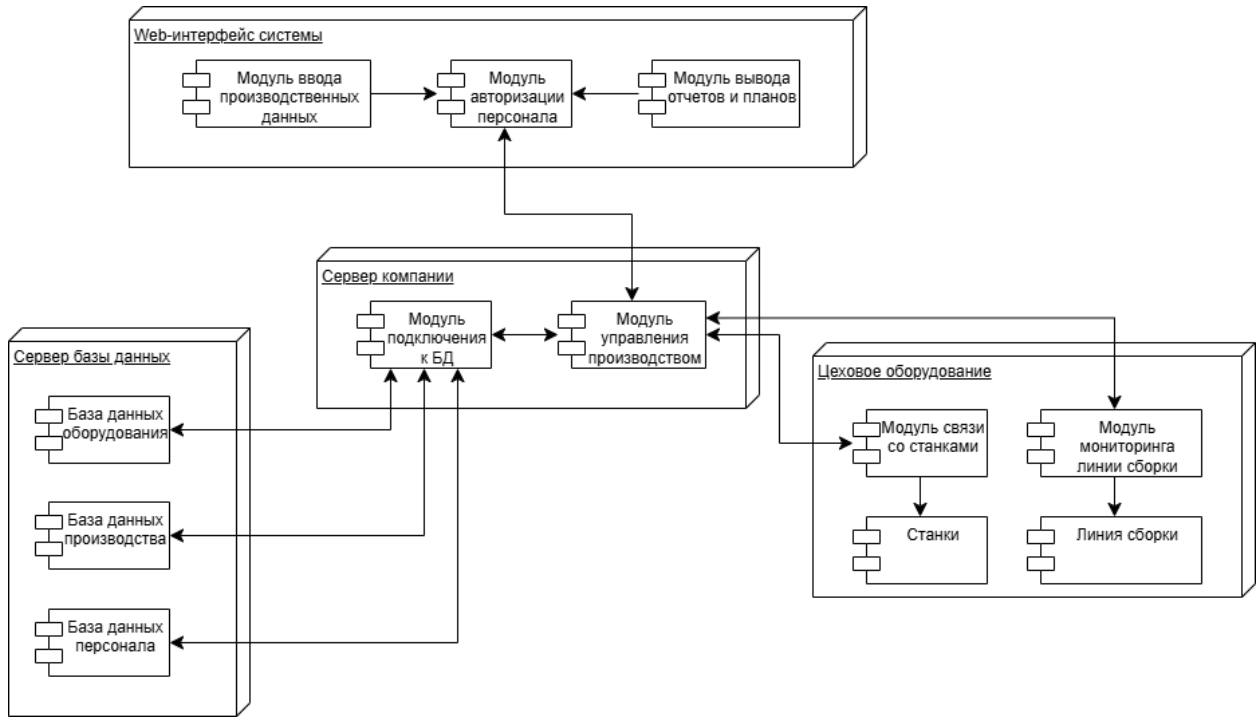 Web-интерфейс системы
Модуль ввода
производственных
данных
Модуль
авторизации
персонала
Модуль вывода
отчетов и планов
Сервер компании
Модуль
подключения
к БД
Модуль
управления
производством
Сервер базы данных
База данных
оборудования
База данных
производства
База данных
персонала
Цеховое оборудование
Модуль связи
со станками
Модуль
мониторинга
линии сборки
Станки
Линия сборки